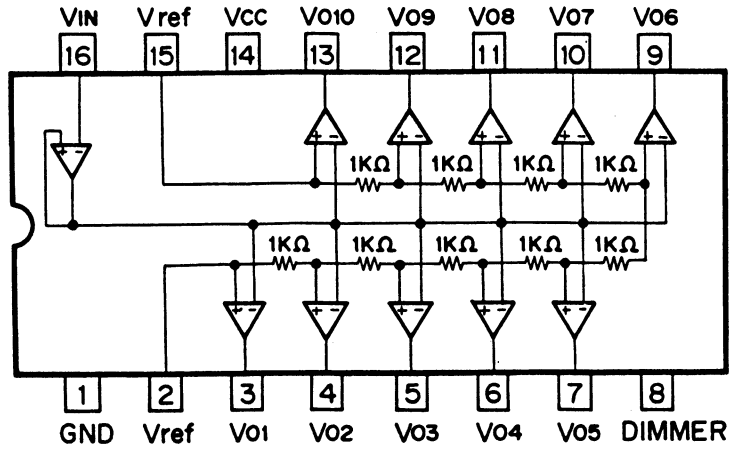 VIN Vref VCC VO10 VO9 VO8 VO7 VO6
16 15 14 13 12 11 10 9
+ - + - + - + - + -
+ -
1KΩ 1KΩ 1KΩ 1KΩ
1KΩ 1KΩ 1KΩ 1KΩ 1KΩ
+ - + - + - + - + -
1 2 3 4 5 6 7 8
GND Vref VO1 VO2 VO3 VO4 VO5 DIMMER